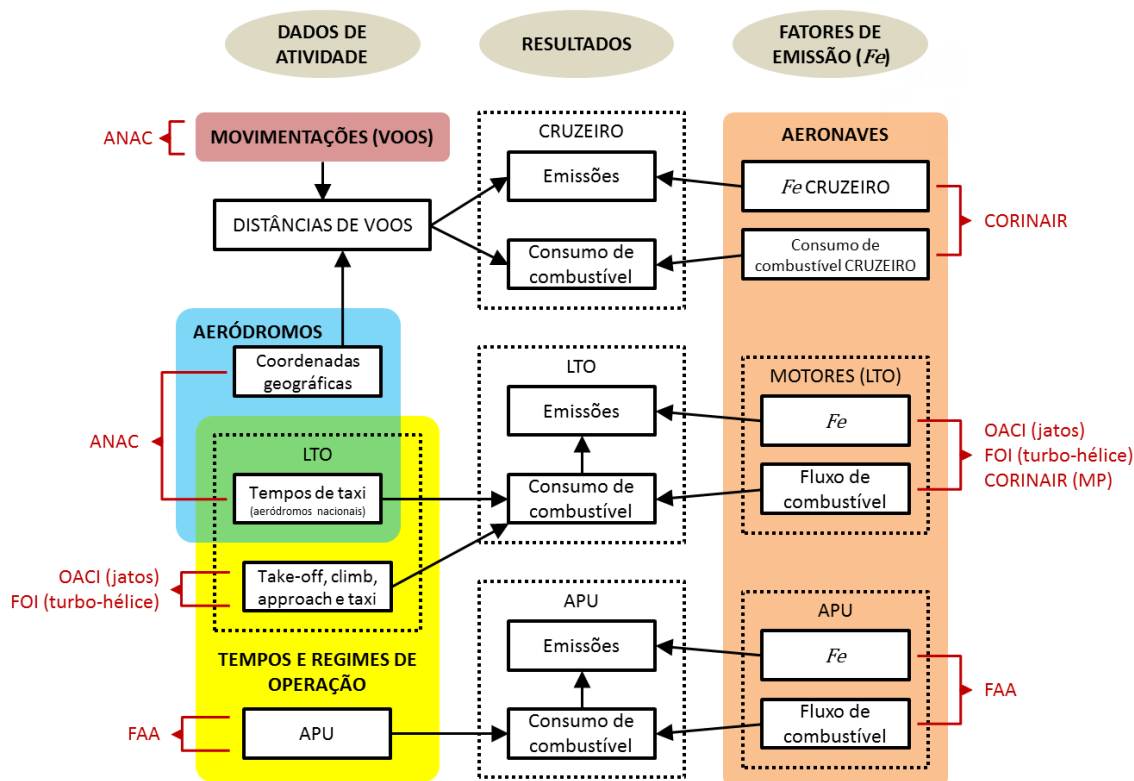 DADOS DE
ATIVIDADE
RESULTADOS
FATORES DE
EMISSÃO (Fe)
ANAC
MOVIMENTAÇÕES (VOOS)
CRUZEIRO
AERONAVES
Emissões
Fe CRUZEIRO
DISTÂNCIAS DE VOOS
CORINAIR
Consumo de
combustível
Consumo de
combustível CRUZEIRO
AERÓDROMOS
Coordenadas
geográficas
LTO
MOTORES (LTO)
Emissões
Fe
ANAC
OACI (jatos)
FOI (turbo-hélice)
CORINAIR (MP)
LTO
Tempos de taxi
(aeródromos nacionais)
Consumo de
combustível
Fluxo de
combustível
OACI (jatos)
FOI (turbo-hélice)
Take-off, climb,
approach e taxi
APU
APU
Emissões
Fe
TEMPOS E REGIMES DE
OPERAÇÃO
FAA
FAA
APU
Consumo de
combustível
Fluxo de
combustível